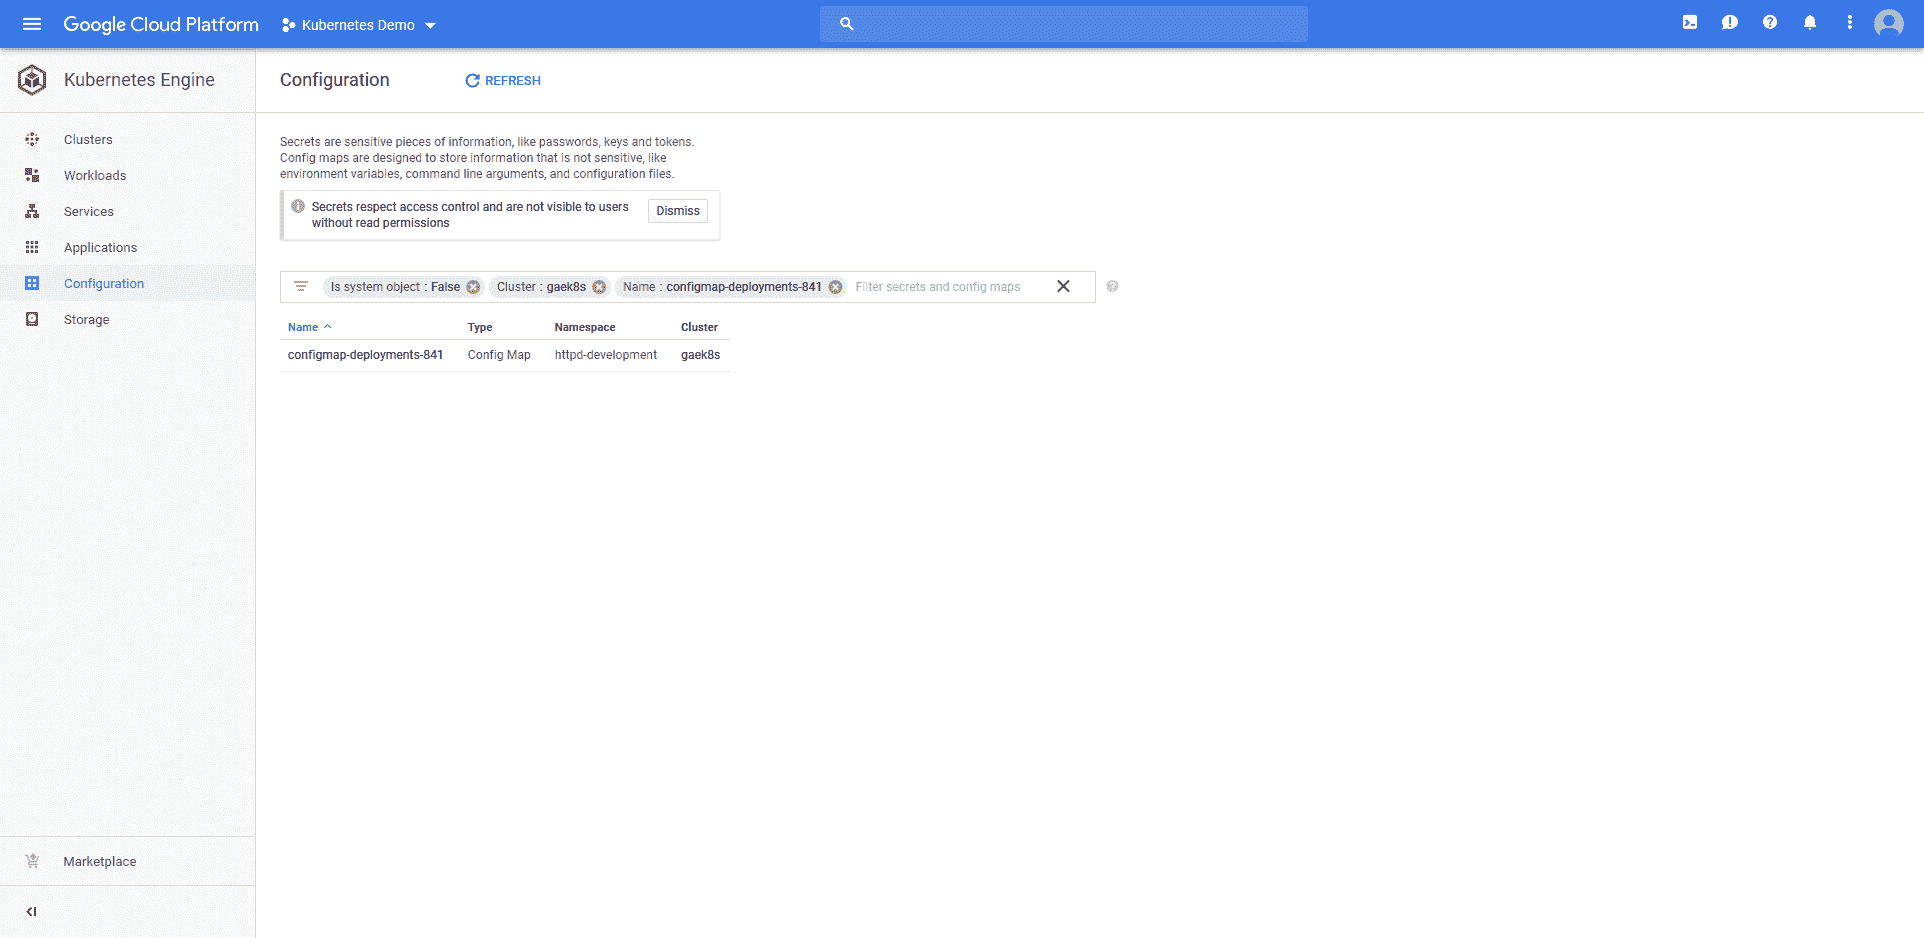 Google Cloud Platform
Kubernetes Demo
Kubernetes Engine
Configuration
REFRESH
Clusters
Workloads
Services
Applications
Configuration
Storage
Secrets are sensitive pieces of information, like passwords, keys and tokens.
Config maps are designed to store information that is not sensitive, like
environment variables, command line arguments, and configuration files.
Secrets respect access control and are not visible to users
without read permissions
Dismiss
Is system object : False Cluster : gaek8s Name : configmap-deployments-841 Filter secrets and config maps
Name Type Namespace Cluster
configmap-deployments-841 Config Map httpd-development gaek8s
Marketplace